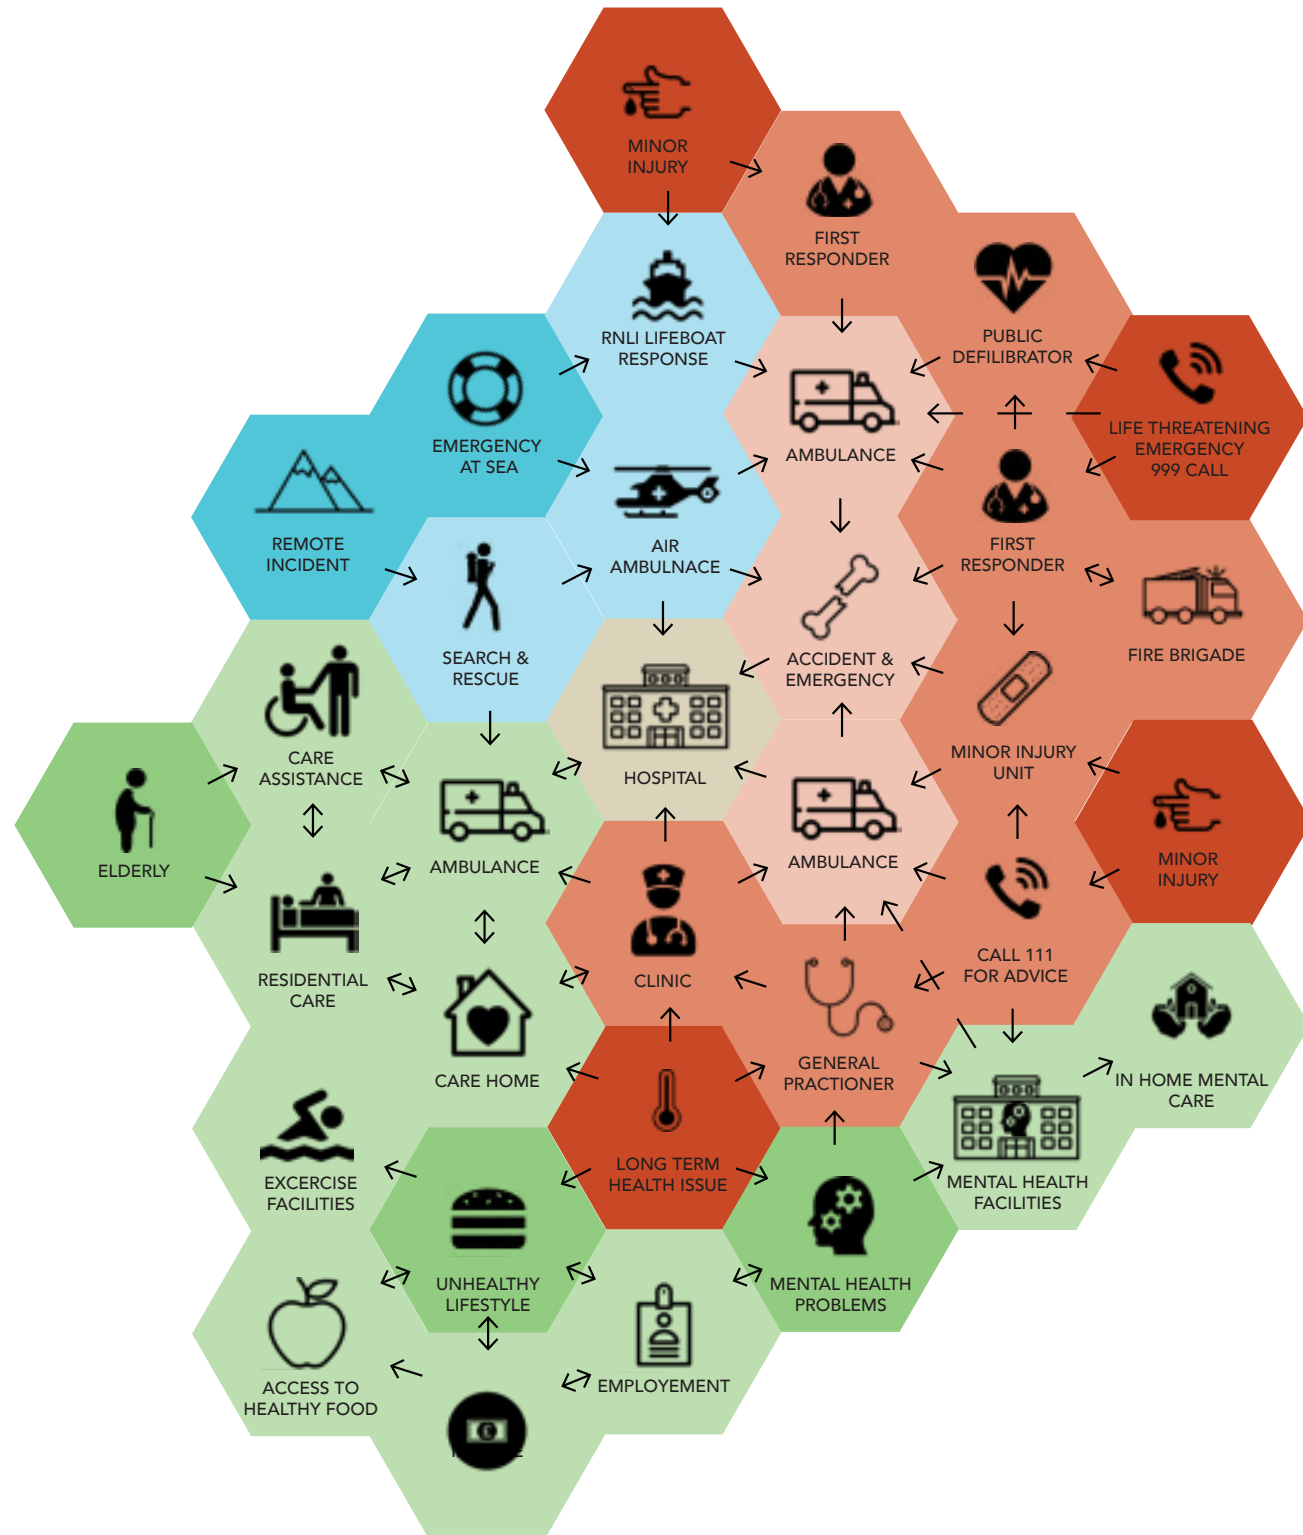 MINOR
INJURY
FIRST
RESPONDER
RNLI LIFEBOAT
RESPONSE
PUBLIC
DEFILIBRATOR
EMERGENCY
AT SEA
AMBULANCE
LIFE THREATENING
EMERGENCY
999 CALL
REMOTE
INCIDENT
AIR
AMBULNACE
FIRST
RESPONDER
SEARCH &
RESCUE
ACCIDENT &
EMERGENCY
FIRE BRIGADE
CARE
ASSISTANCE
HOSPITAL
MINOR INJURY
UNIT
ELDERLY
AMBULANCE
AMBULANCE
MINOR
INJURY
RESIDENTIAL
CARE
CLINIC
CALL 111
FOR ADVICE
CARE HOME
GENERAL
PRACTIONER
IN HOME MENTAL
CARE
EXCERCISE
FACILITIES
LONG TERM
HEALTH ISSUE
MENTAL HEALTH
FACILITIES
UNHEALTHY
LIFESTYLE
MENTAL HEALTH
PROBLEMS
ACCESS TO
HEALTHY FOOD
EMPLOYEMENT